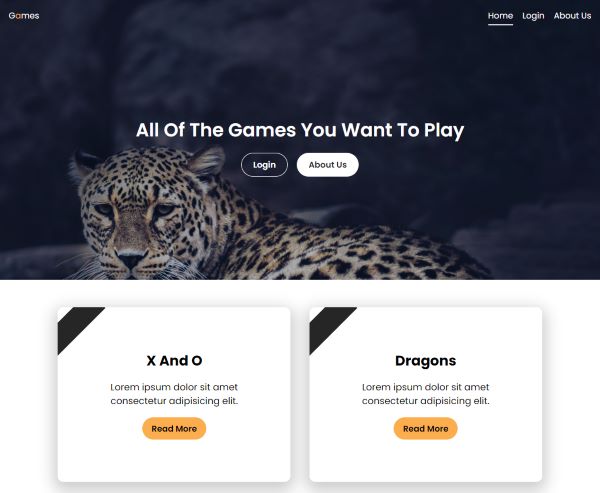 Games
Home Login About Us
All Of The Games You Want To Play
Login About Us
X And O
Lorem ipsum dolor sit amet
consectetur adipisicing elit.
Read More
Dragons
Lorem ipsum dolor sit amet
consectetur adipisicing elit.
Read More